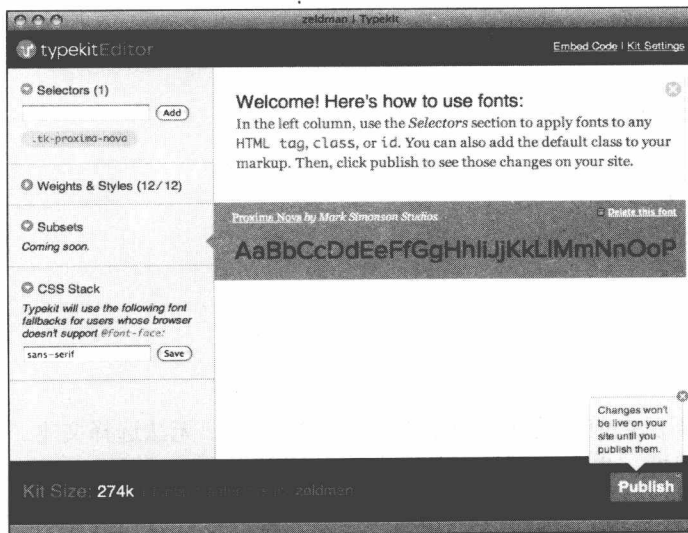 zeldman | Typekit
typekit Editor
Embed Code | Kit Settings
Selectors (1)
Add
.tk-proxima-nova
Weights & Styles (12/12)
Subsets
Coming soon.
CSS Stack
Typekit will use the following font
fallbacks for users whose browser
doesn't support @font-face:
sans-serif
Save
Welcome! Here's how to use fonts:
In the left column, use the Selectors section to apply fonts to any
HTML tag, class, or id. You can also add the default class to your
markup. Then, click publish to see those changes on your site.
Proxima Nova by Mark Simonson Studios
Delete this font
AaBbCcDdEeFfGgHhIiJjKkLlMmNnOoP
Changes won't
be live on your
site until you
publish them.
Kit Size: 274k zeldman
Publish